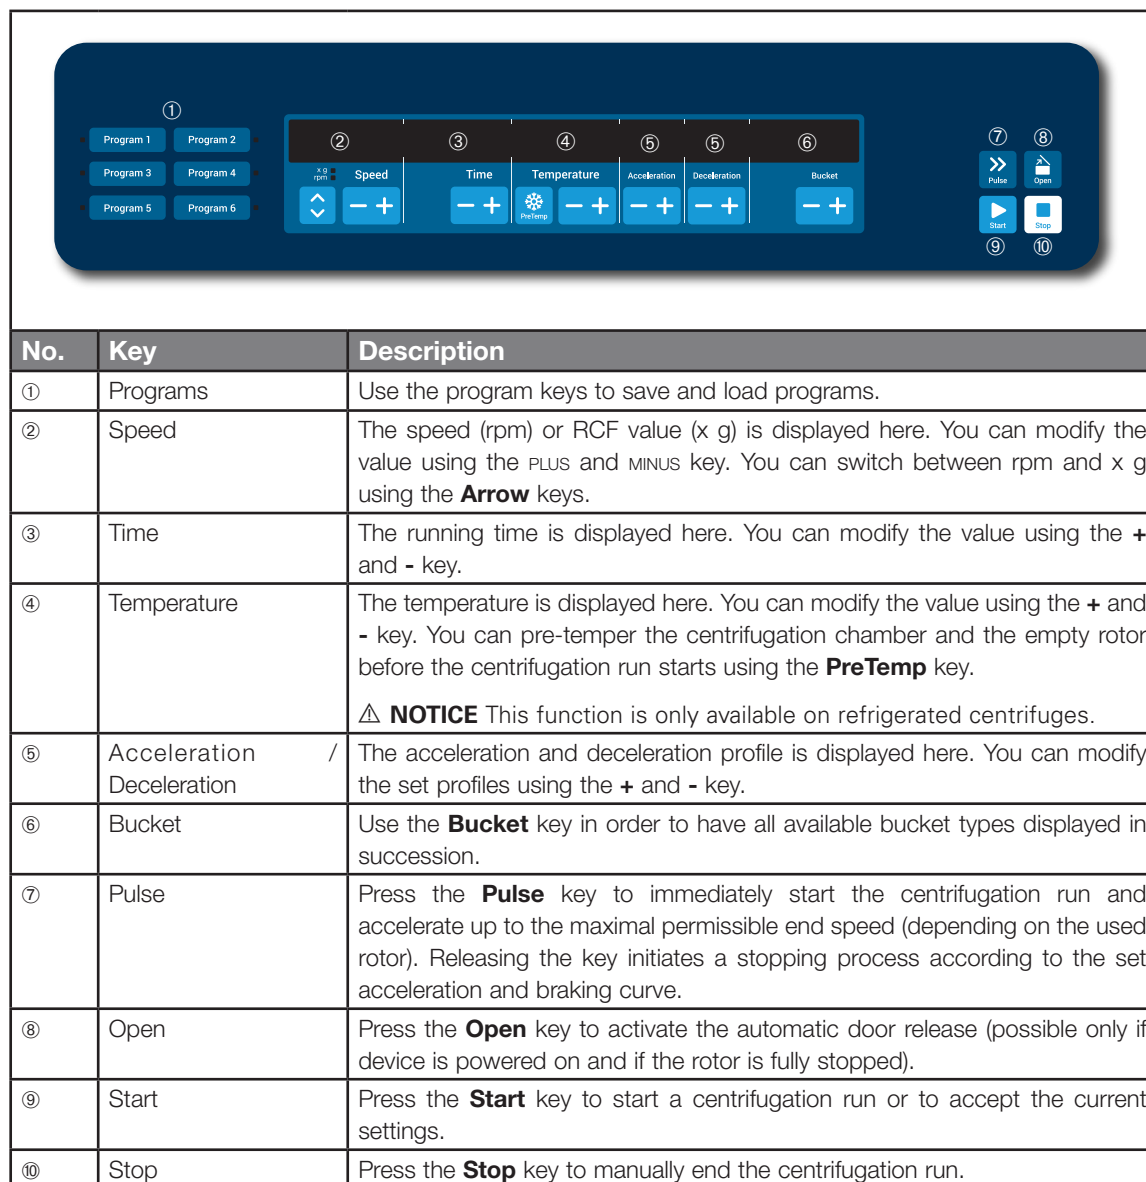 ①
Program 1 Program 2
Program 3 Program 4
Program 5 Program 6
② ③ ④ ⑤ ⑤ ⑥
x g
rpm
Speed Time Temperature Acceleration Deceleration Bucket
− + − + PreTemp − + − + − + − +
⑦ ⑧
Pulse Open
Start Stop
⑨ ⑩
No. Key Description
① Programs Use the program keys to save and load programs.
② Speed The speed (rpm) or RCF value (x g) is displayed here. You can modify the
value using the PLUS and MINUS key. You can switch between rpm and x g
using the Arrow keys.
③ Time The running time is displayed here. You can modify the value using the +
and - key.
④ Temperature The temperature is displayed here. You can modify the value using the + and
- key. You can pre-temper the centrifugation chamber and the empty rotor
before the centrifugation run starts using the PreTemp key.
⚠ NOTICE This function is only available on refrigerated centrifuges.
⑤ Acceleration / Deceleration The acceleration and deceleration profile is displayed here. You can modify
the set profiles using the + and - key.
⑥ Bucket Use the Bucket key in order to have all available bucket types displayed in
succession.
⑦ Pulse Press the Pulse key to immediately start the centrifugation run and
accelerate up to the maximal permissible end speed (depending on the used
rotor). Releasing the key initiates a stopping process according to the set
acceleration and braking curve.
⑧ Open Press the Open key to activate the automatic door release (possible only if
device is powered on and if the rotor is fully stopped).
⑨ Start Press the Start key to start a centrifugation run or to accept the current
settings.
⑩ Stop Press the Stop key to manually end the centrifugation run.